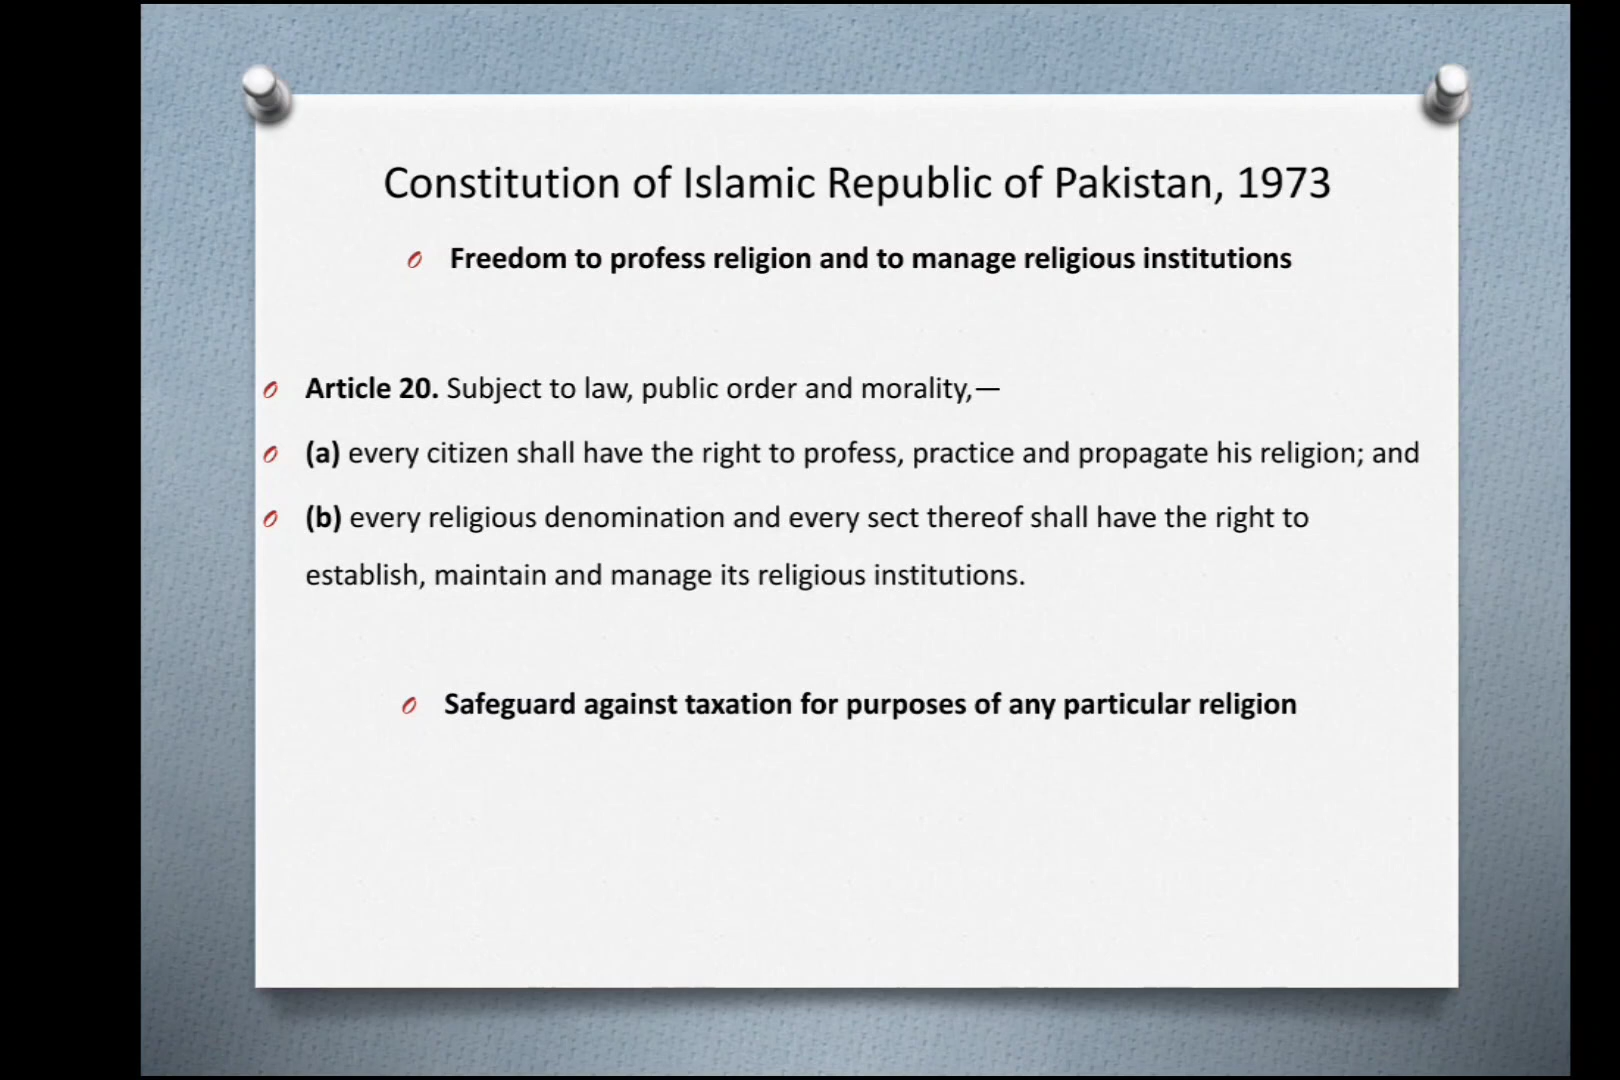 Constitution of Islamic Republic of Pakistan, 1973
Freedom to profess religion and to manage religious institutions
Article 20. Subject to law, public order and morality,—
(a) every citizen shall have the right to profess, practice and propagate his religion; and
(b) every religious denomination and every sect thereof shall have the right to
establish, maintain and manage its religious institutions.
Safeguard against taxation for purposes of any particular religion